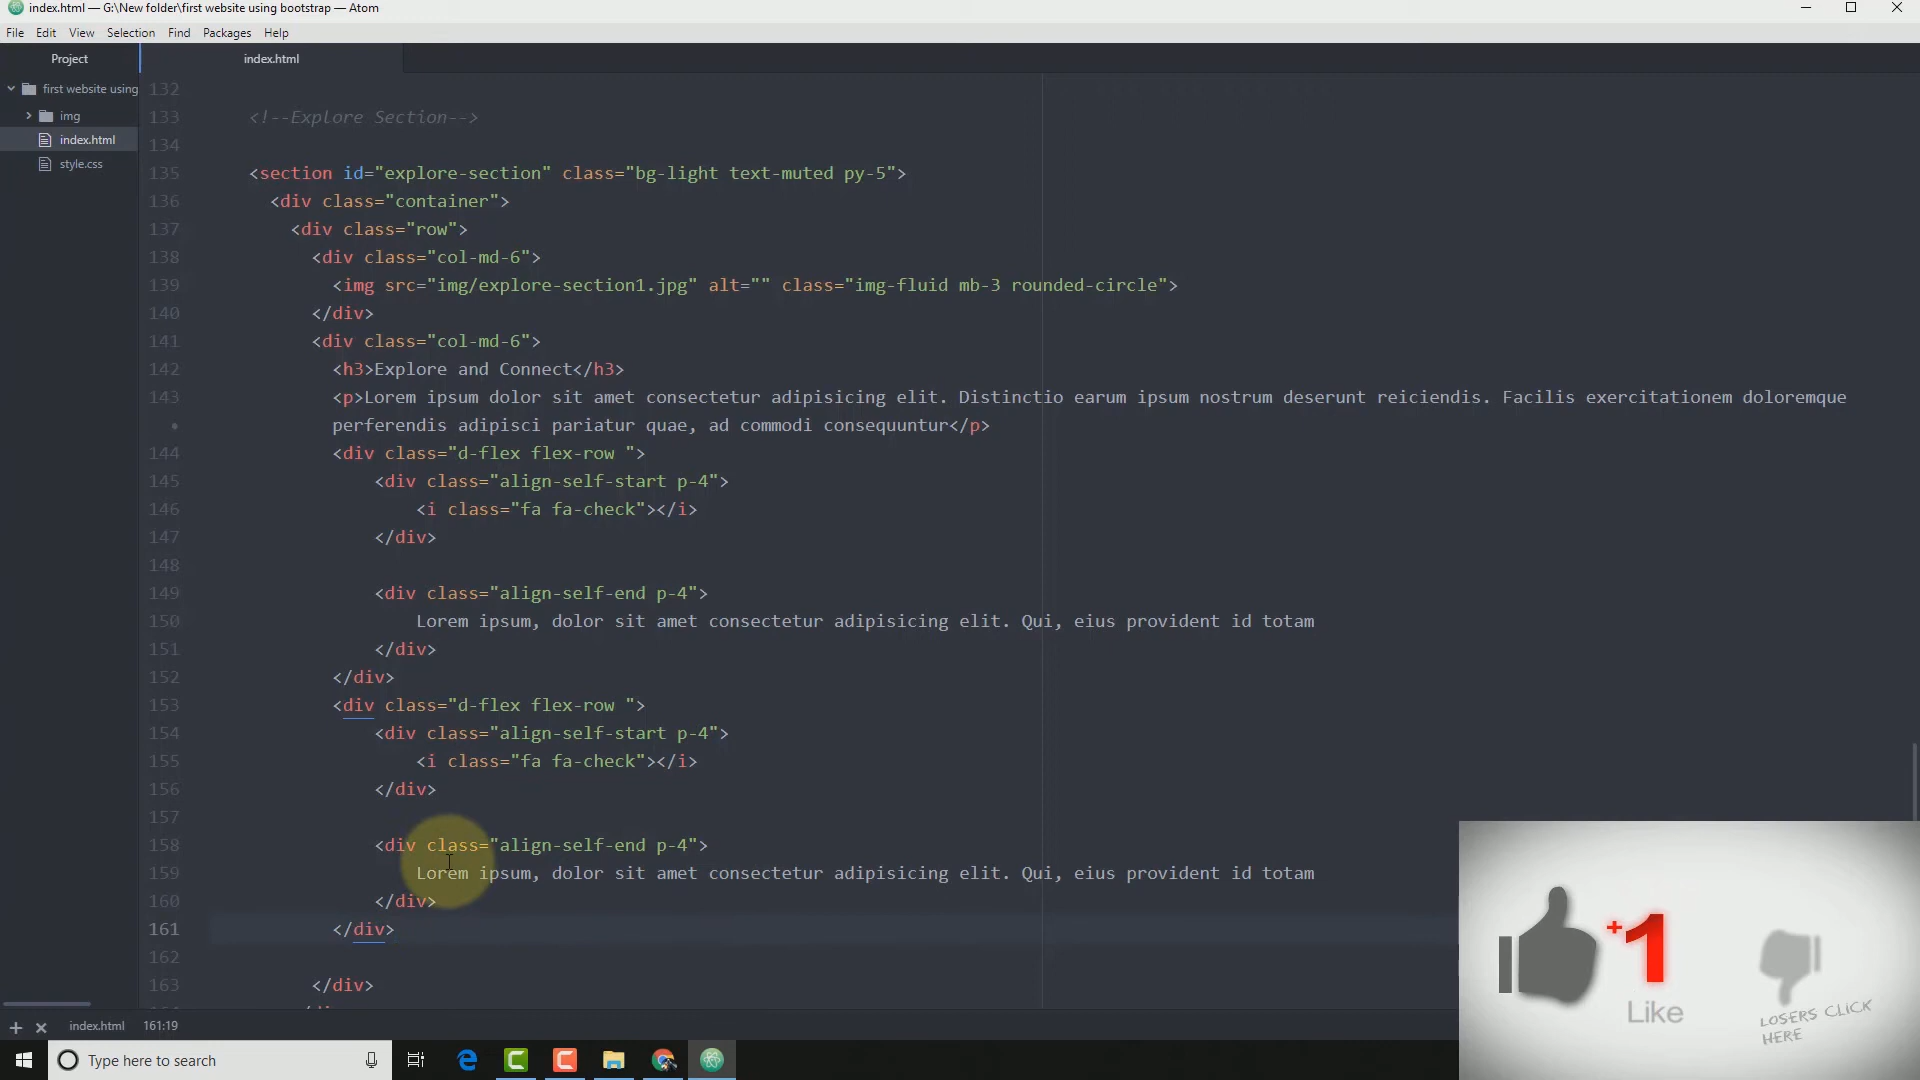 index.html — G:\New folder\first website using bootstrap — Atom
File Edit View Selection Find Packages Help
Project
index.html
first website using
img
index.html
style.css
132
133 <!--Explore Section-->
134
135 <section id="explore-section" class="bg-light text-muted py-5">
136 <div class="container">
137 <div class="row">
138 <div class="col-md-6">
139 <img src="img/explore-section1.jpg" alt="" class="img-fluid mb-3 rounded-circle">
140 </div>
141 <div class="col-md-6">
142 <h3>Explore and Connect</h3>
143 <p>Lorem ipsum dolor sit amet consectetur adipisicing elit. Distinctio earum ipsum nostrum deserunt reiciendis. Facilis exercitationem doloremque
• perferendis adipisci pariatur quae, ad commodi consequuntur</p>
144 <div class="d-flex flex-row ">
145 <div class="align-self-start p-4">
146 <i class="fa fa-check"></i>
147 </div>
148
149 <div class="align-self-end p-4">
150 Lorem ipsum, dolor sit amet consectetur adipisicing elit. Qui, eius provident id totam
151 </div>
152 </div>
153 <div class="d-flex flex-row ">
154 <div class="align-self-start p-4">
155 <i class="fa fa-check"></i>
156 </div>
157
158 <div class="align-self-end p-4">
159 Lorem ipsum, dolor sit amet consectetur adipisicing elit. Qui, eius provident id totam
160 </div>
161 </div>
162
163 </div>
+1
Like
LOSERS CLICK
HERE
index.html 161:19
Type here to search